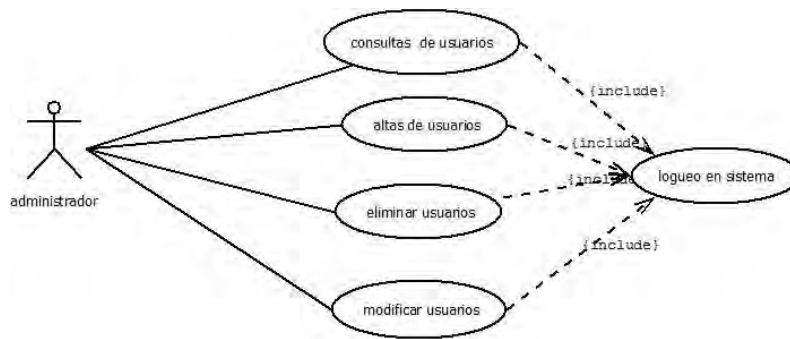 consultas de usuarios
{include}
altas de usuarios
{include}
{include
logueo en sistema
administrador
eliminar usuarios
{include}
modificar usuarios